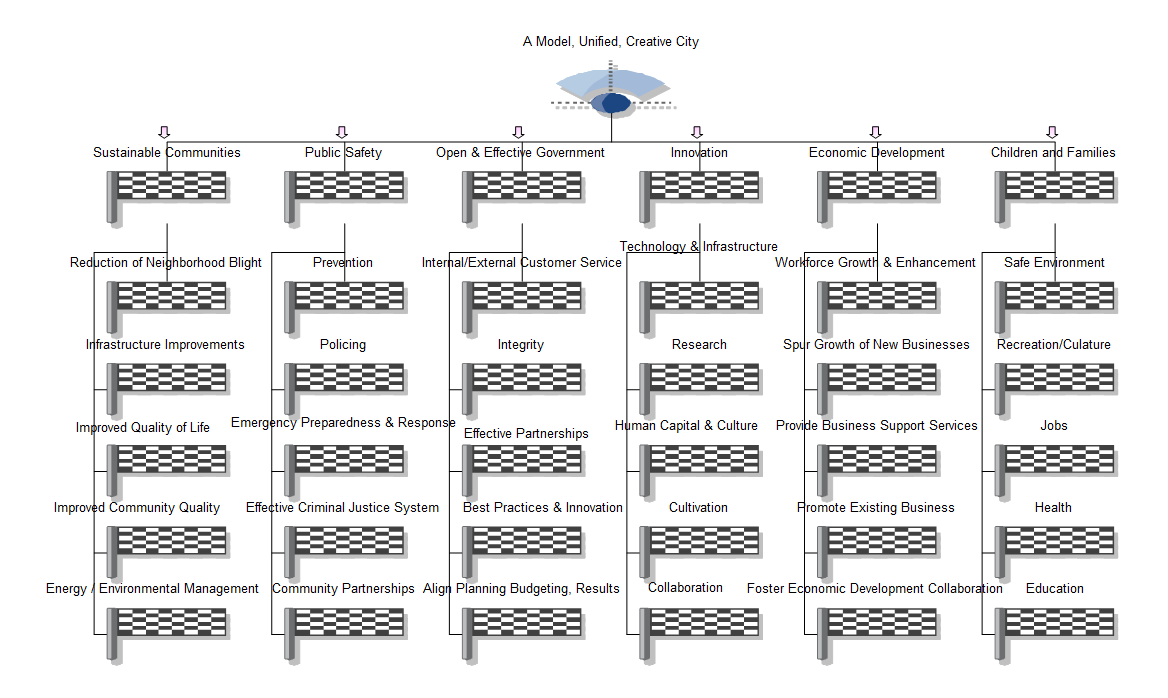 A Model, Unified, Creative City
Sustainable Communities
Public Safety
Open & Effective Government
Innovation
Economic Development
Children and Families
Technology & Infrastructure
Reduction of Neighborhood Blight
Prevention
Internal/External Customer Service
Workforce Growth & Enhancement
Safe Environment
Infrastructure Improvements
Policing
Integrity
Research
Spur Growth of New Businesses
Recreation/Culature
Improved Quality of Life
Emergency Preparedness & Response
Effective Partnerships
Human Capital & Culture
Provide Business Support Services
Jobs
Improved Community Quality
Effective Criminal Justice System
Best Practices & Innovation
Cultivation
Promote Existing Business
Health
Energy / Environmental Management
Community Partnerships
Align Planning Budgeting, Results
Collaboration
Foster Economic Development Collaboration
Education